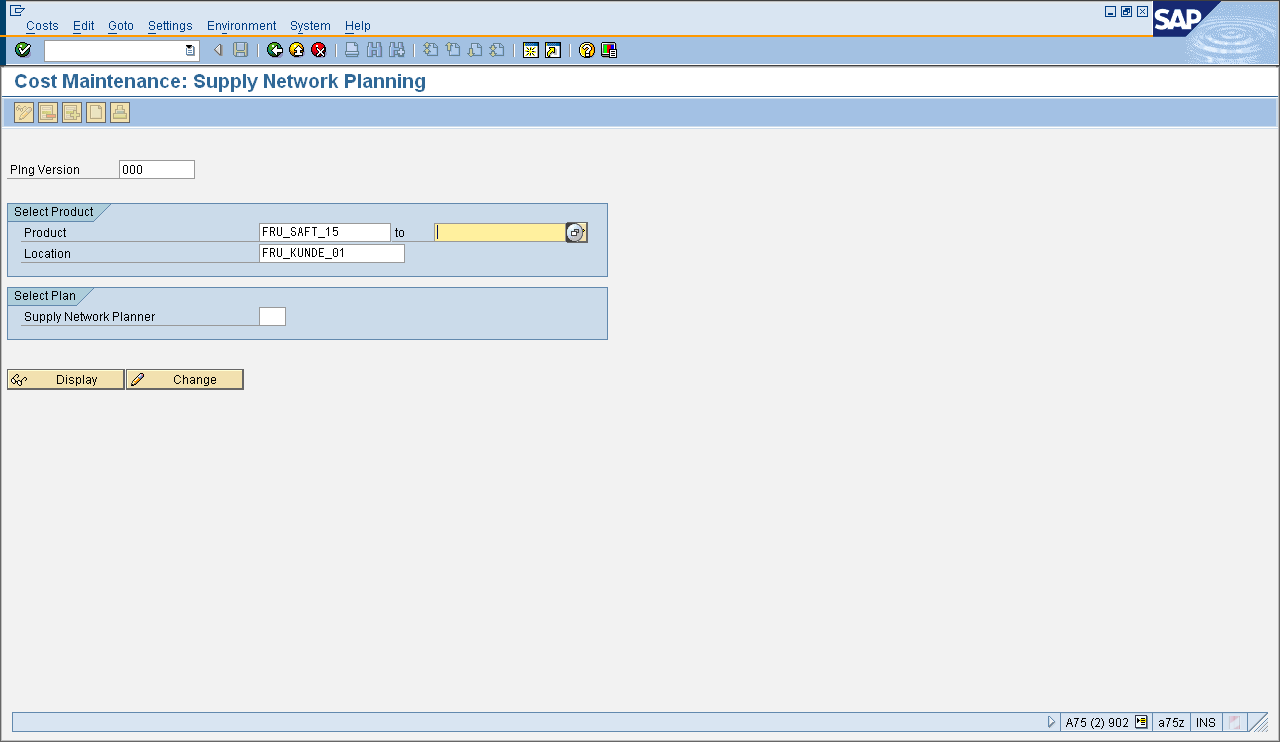 Costs Edit Goto Settings Environment System Help
SAP
Cost Maintenance: Supply Network Planning
Plng Version 000
Select Product
Product FRU_SAFT_15 to
Location FRU_KUNDE_01
Select Plan
Supply Network Planner
Display Change
A75 (2) 902 a75z INS